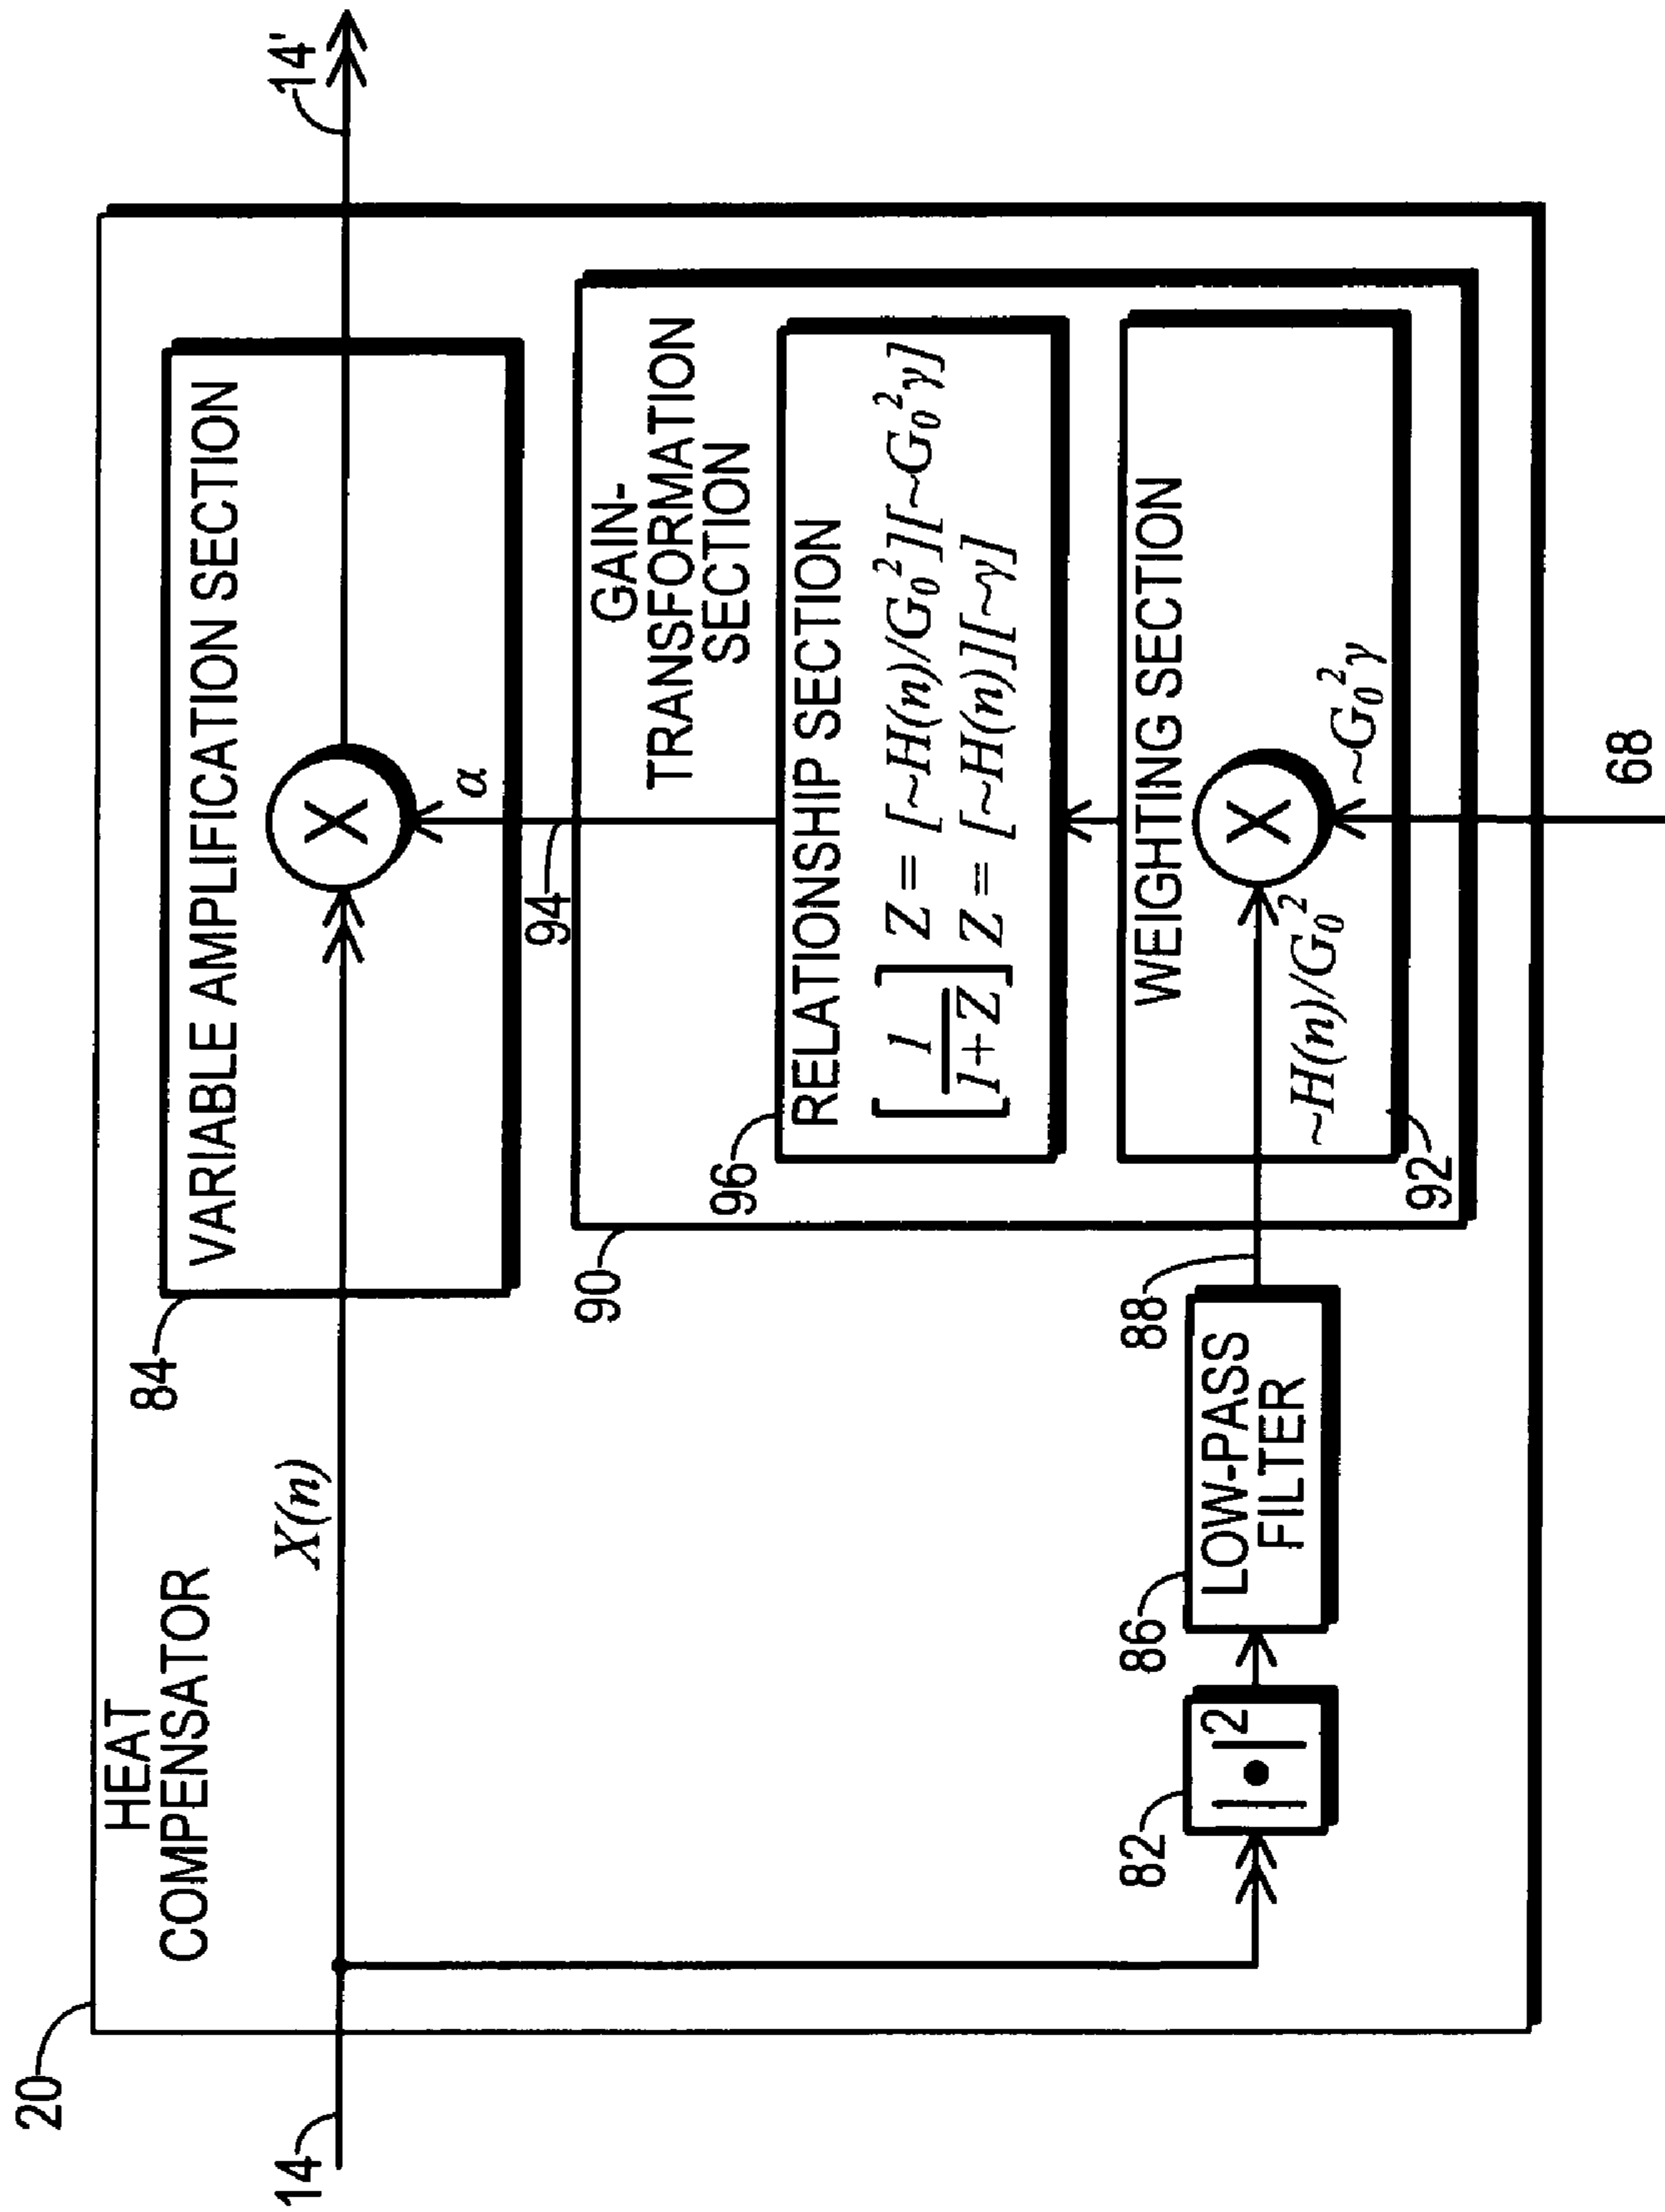 20
HEAT
COMPENSATOR
14
X(n)
84
VARIABLE AMPLIFICATION SECTION
X
α
14'
94
90
GAIN-
TRANSFORMATION
SECTION
96
RELATIONSHIP SECTION
[1/1+Z] Z = [~H(n)/G₀²][~G₀²γ]
Z = [~H(n)][~γ]
WEIGHTING SECTION
X
~H(n)/G₀²
~G₀²γ
92
82
|•|²
86
LOW-PASS
FILTER
88
68